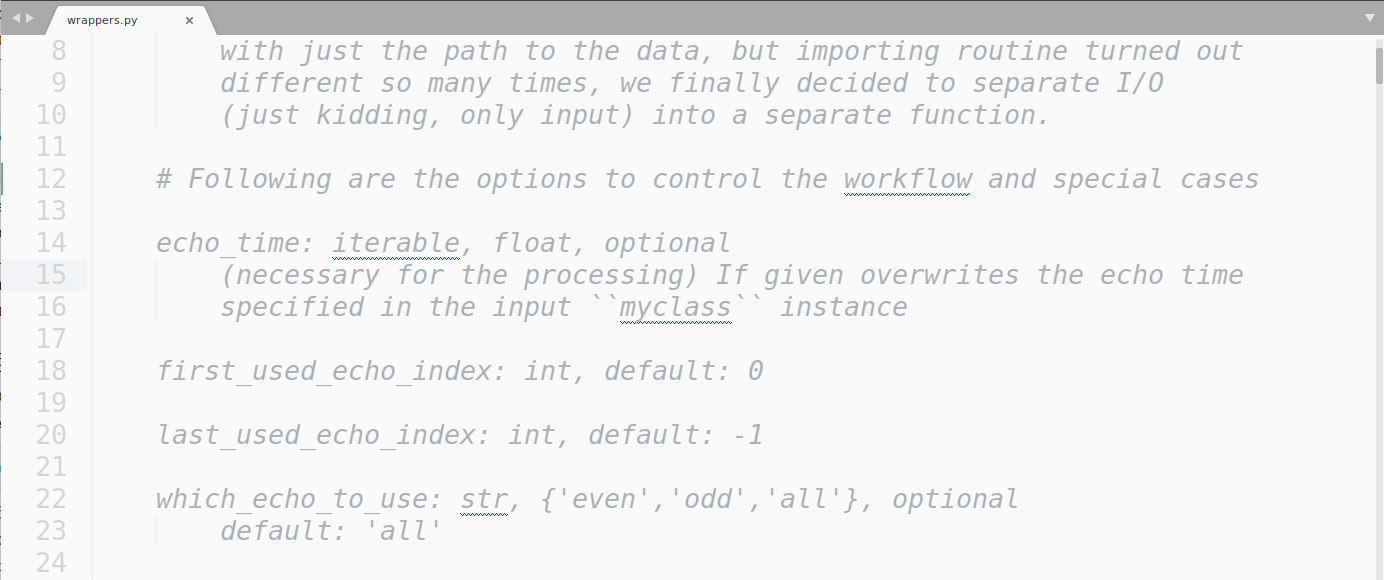 wrappers.py ×
8 with just the path to the data, but importing routine turned out
9 different so many times, we finally decided to separate I/O
10 (just kidding, only input) into a separate function.
11
12 # Following are the options to control the workflow and special cases
13
14 echo_time: iterable, float, optional
15 (necessary for the processing) If given overwrites the echo time
16 specified in the input ``myclass`` instance
17
18 first_used_echo_index: int, default: 0
19
20 last_used_echo_index: int, default: -1
21
22 which_echo_to_use: str, {'even','odd','all'}, optional
23 default: 'all'
24